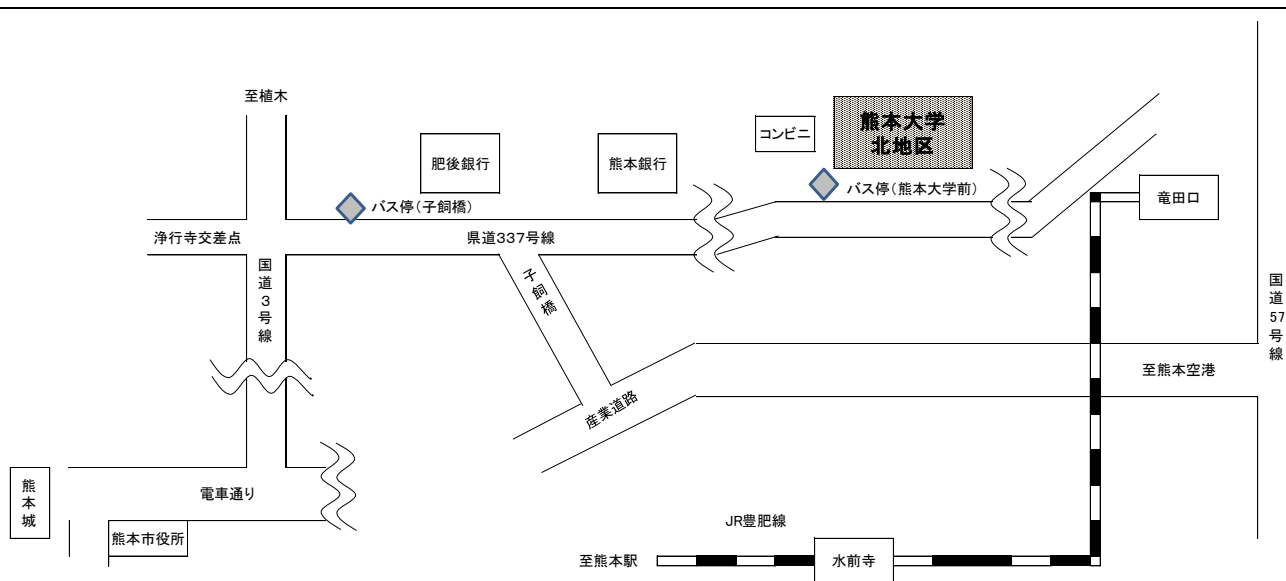 至植木
コンビニ
熊本大学
北地区
肥後銀行
熊本銀行
バス停(熊本大学前)
竜田口
バス停(子飼橋)
浄行寺交差点
県道337号線
国道3号線
子飼橋
国道57号線
至熊本空港
産業道路
熊本城
電車通り
熊本市役所
JR豊肥線
至熊本駅
水前寺